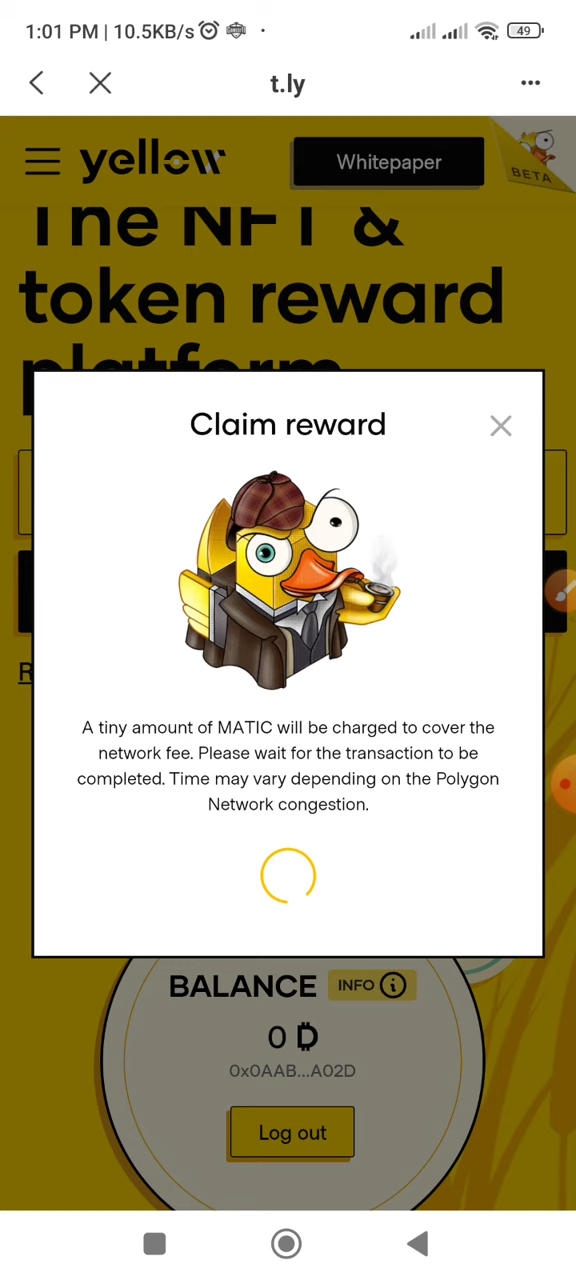 1:01 PM | 10.5KB/s
49
t.ly
yellow
Whitepaper
BETA
The NFT &
token reward
platform
Claim reward
A tiny amount of MATIC will be charged to cover the
network fee. Please wait for the transaction to be
completed. Time may vary depending on the Polygon
Network congestion.
BALANCE
INFO
0
0x0AAB...A02D
Log out